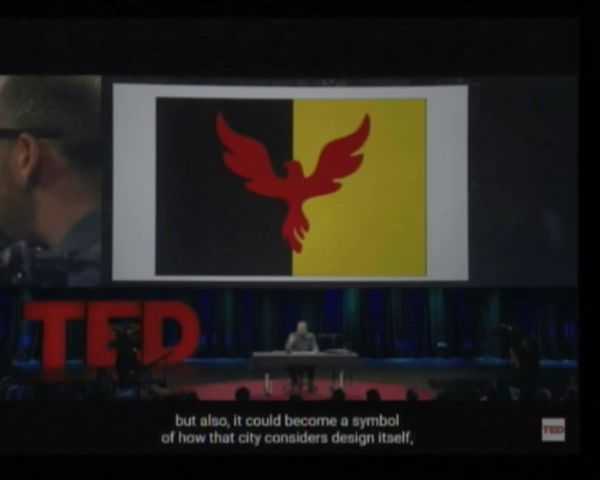 TED
but also, it could become a symbol
of how that city considers design itself,
TED